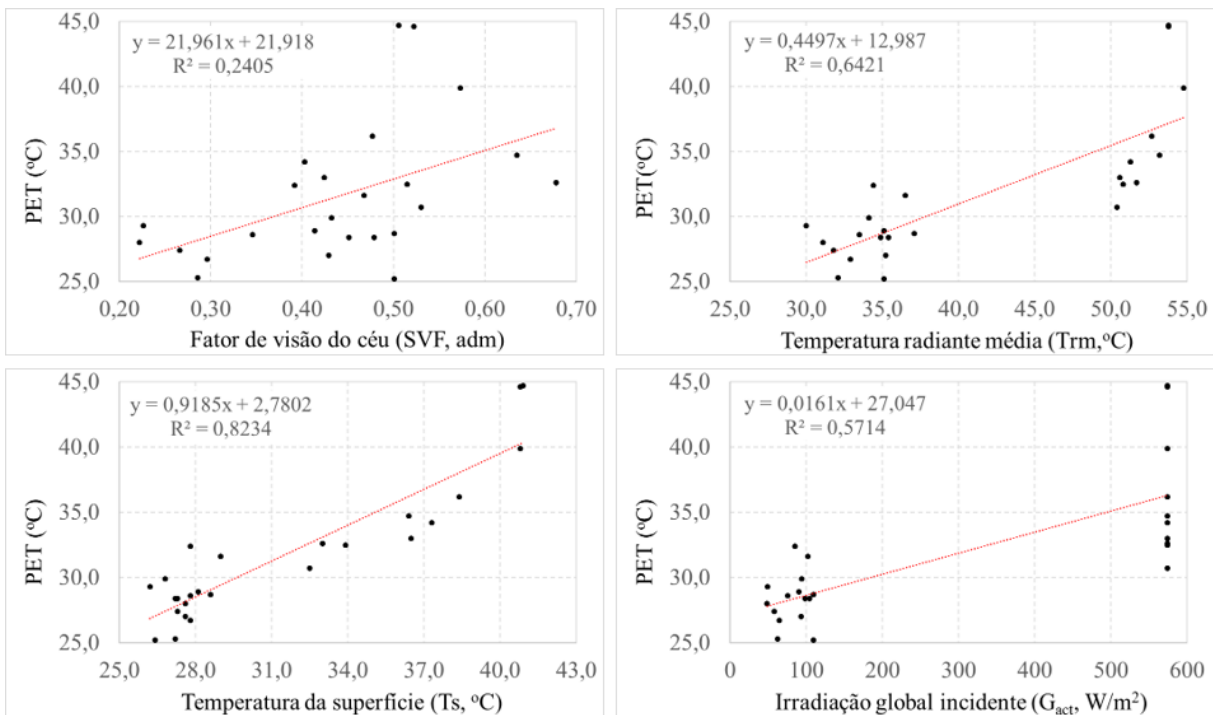 45,0
y = 21,961x + 21,918
R² = 0,2405
40,0
PET (°C)
35,0
30,0
25,0
0,20 0,30 0,40 0,50 0,60 0,70
Fator de visão do céu (SVF, adm)
45,0
y = 0,4497x + 12,987
R² = 0,6421
40,0
PET(°C)
35,0
30,0
25,0
25,0 30,0 35,0 40,0 45,0 50,0 55,0
Temperatura radiante média (Trm,°C)
45,0
y = 0,9185x + 2,7802
R² = 0,8234
40,0
PET (°C)
35,0
30,0
25,0
25,0 28,0 31,0 34,0 37,0 40,0 43,0
Temperatura da superfície (Ts, °C)
45,0
y = 0,0161x + 27,047
R² = 0,5714
40,0
PET (°C)
35,0
30,0
25,0
0 100 200 300 400 500 600
Irradiação global incidente (Gact, W/m²)